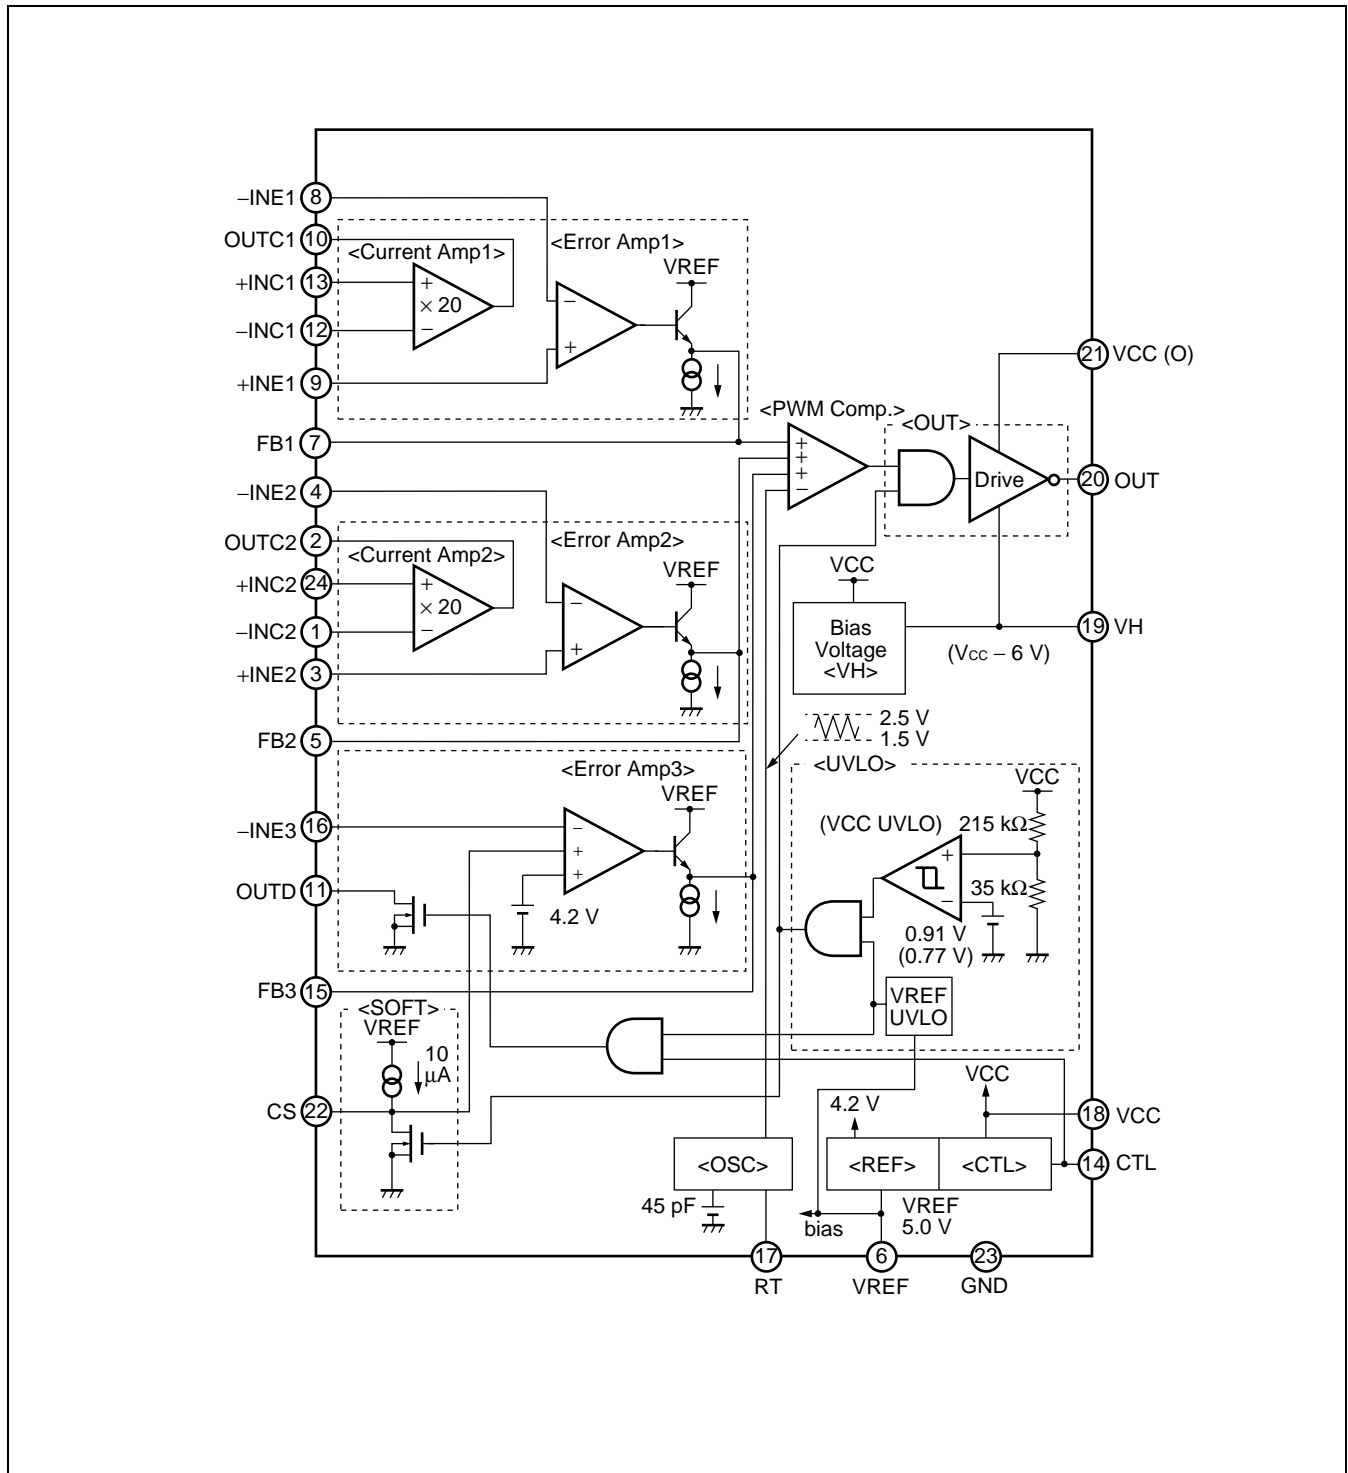 −INE1 8
OUTC1 10
<Current Amp1>
<Error Amp1>
VREF
+INC1 13
+
× 20
−
−INC1 12
−
+
+INE1 9
FB1 7
<PWM Comp.>
+
+
+
−
<OUT>
Drive
21 VCC (O)
20 OUT
−INE2 4
OUTC2 2
<Current Amp2>
<Error Amp2>
VREF
+INC2 24
+
× 20
−
−INC2 1
−
+
+INE2 3
FB2 5
VCC
Bias
Voltage
<VH>
19 VH
(VCC − 6 V)
2.5 V
1.5 V
<Error Amp3>
VREF
−INE3 16
−
+
+
4.2 V
OUTD 11
FB3 15
<UVLO>
VCC
(VCC UVLO)
215 kΩ
+
−
35 kΩ
0.91 V
(0.77 V)
VREF
UVLO
<SOFT>
VREF
10
µA
CS 22
4.2 V
VCC
18 VCC
<OSC>
<REF>
<CTL>
14 CTL
45 pF
bias
VREF
5.0 V
17
RT
6
VREF
23
GND